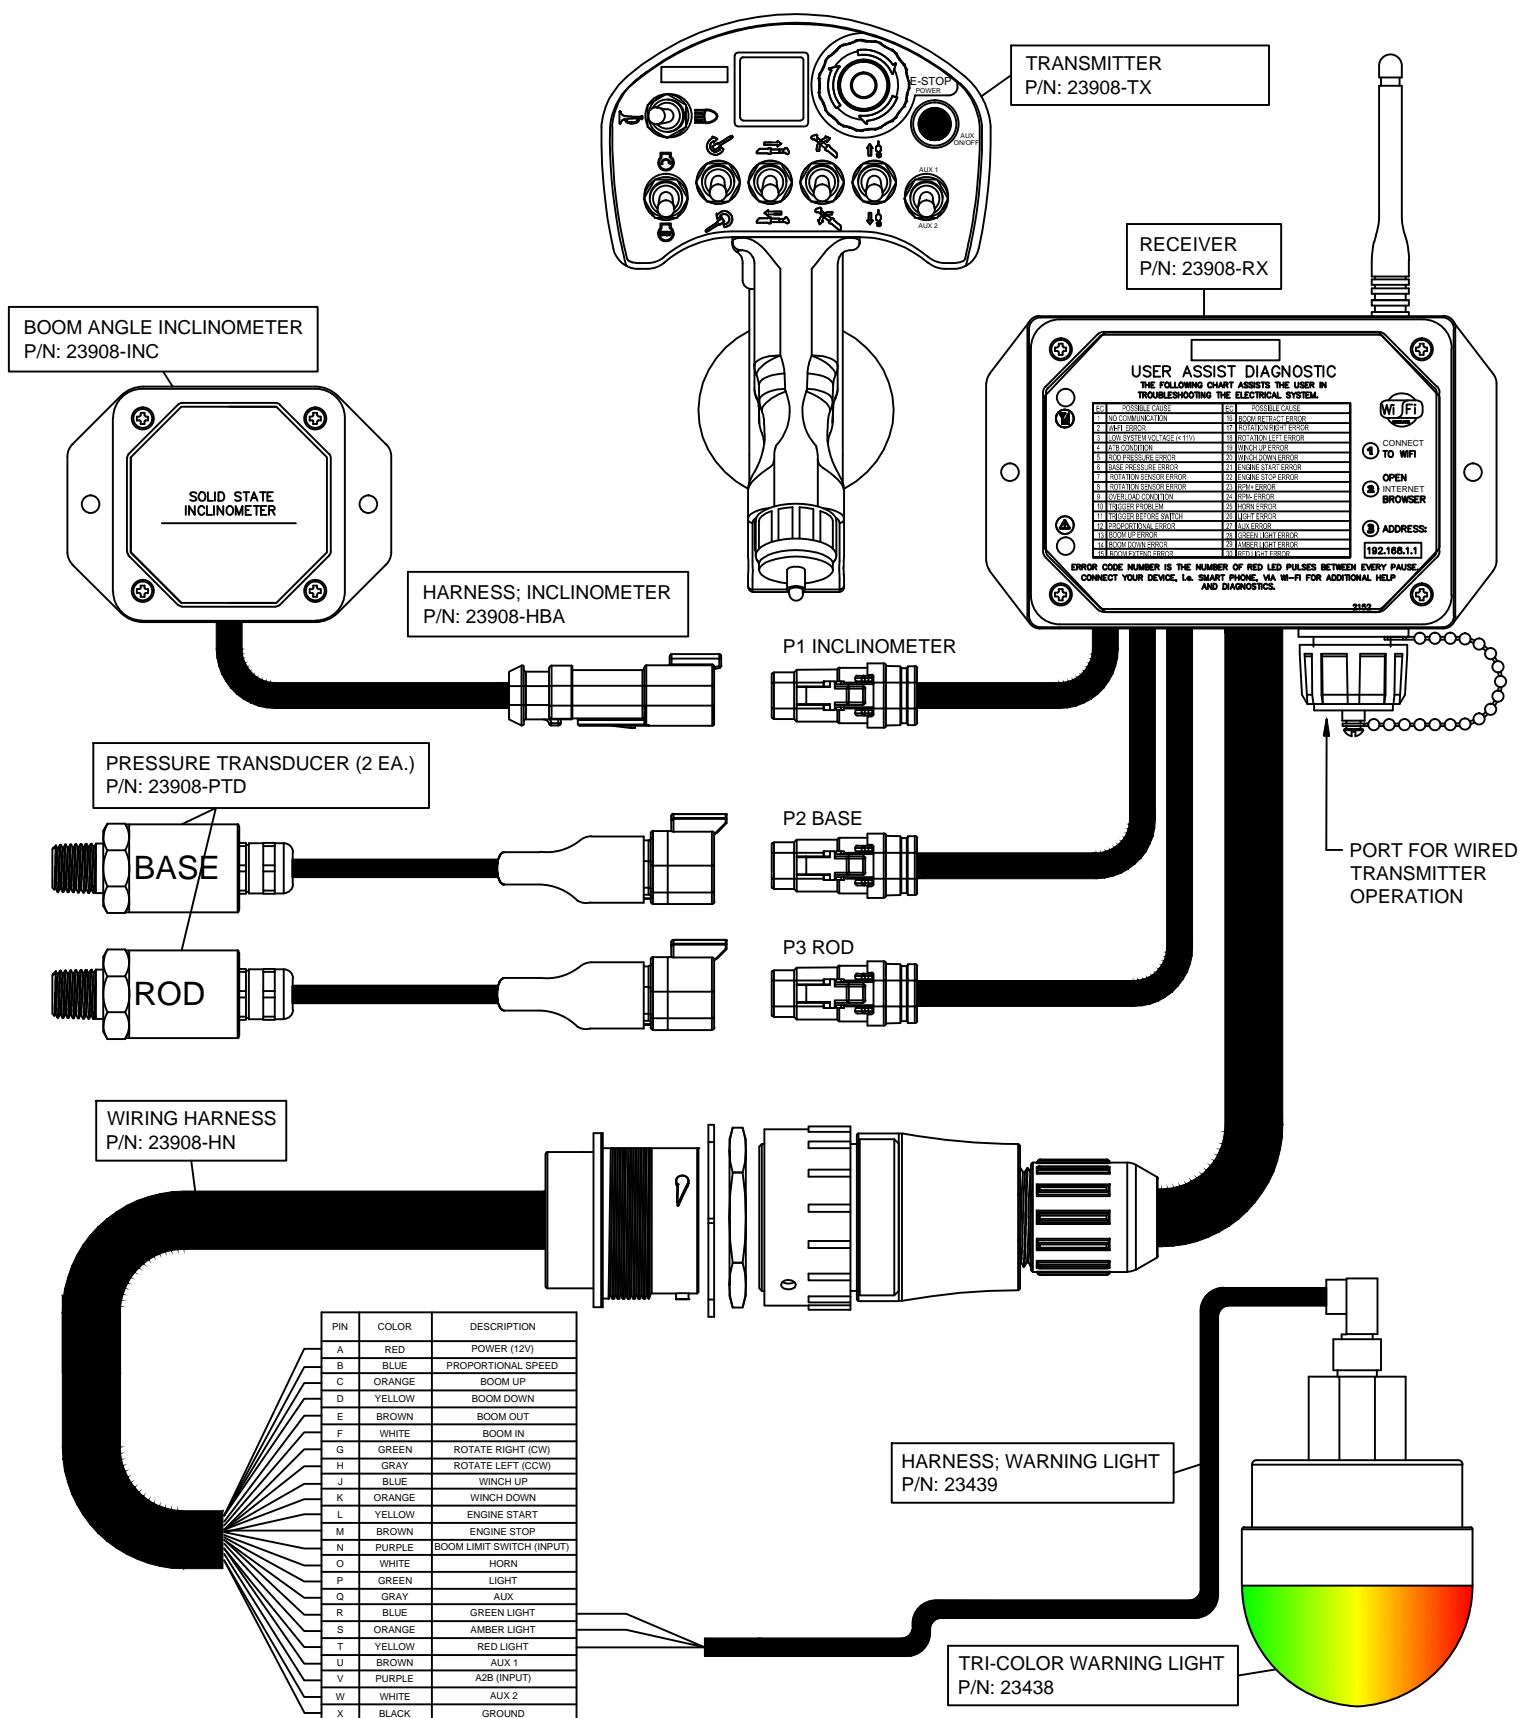 TRANSMITTER
P/N: 23908-TX
E-STOP
POWER
AUX
ON/OFF
AUX 1
AUX 2
RECEIVER
P/N: 23908-RX
BOOM ANGLE INCLINOMETER
P/N: 23908-INC
SOLID STATE
INCLINOMETER
USER ASSIST DIAGNOSTIC
THE FOLLOWING CHART ASSISTS THE USER IN
TROUBLESHOOTING THE ELECTRICAL SYSTEM.
EC POSSIBLE CAUSE EC POSSIBLE CAUSE
1 NO COMMUNICATION 16 BOOM RETRACT ERROR
2 WI-FI ERROR 17 ROTATION RIGHT ERROR
3 LOW SYSTEM VOLTAGE (< 11V) 18 ROTATION LEFT ERROR
4 ATB CONDITION 19 WINCH UP ERROR
5 ROD PRESSURE ERROR 20 WINCH DOWN ERROR
6 BASE PRESSURE ERROR 21 ENGINE START ERROR
7 ROTATION SENSOR ERROR 22 ENGINE STOP ERROR
8 ROTATION SENSOR ERROR 23 RPM+ ERROR
9 OVERLOAD CONDITION 24 RPM- ERROR
10 TRIGGER PROBLEM 25 HORN ERROR
11 TRIGGER BEFORE SWITCH 26 LIGHT ERROR
12 PROPORTIONAL ERROR 27 AUX ERROR
13 BOOM UP ERROR 28 GREEN LIGHT ERROR
14 BOOM DOWN ERROR 29 AMBER LIGHT ERROR
15 BOOM EXTEND ERROR 30 RED LIGHT ERROR
Wi Fi
1 CONNECT
TO WIFI
2 OPEN
INTERNET
BROWSER
3 ADDRESS:
192.168.1.1
ERROR CODE NUMBER IS THE NUMBER OF RED LED PULSES BETWEEN EVERY PAUSE.
CONNECT YOUR DEVICE, i.e. SMART PHONE, VIA WI-FI FOR ADDITIONAL HELP
AND DIAGNOSTICS.
2152
HARNESS; INCLINOMETER
P/N: 23908-HBA
P1 INCLINOMETER
PRESSURE TRANSDUCER (2 EA.)
P/N: 23908-PTD
BASE
P2 BASE
PORT FOR WIRED
TRANSMITTER
OPERATION
ROD
P3 ROD
WIRING HARNESS
P/N: 23908-HN
PIN COLOR DESCRIPTION
A RED POWER (12V)
B BLUE PROPORTIONAL SPEED
C ORANGE BOOM UP
D YELLOW BOOM DOWN
E BROWN BOOM OUT
F WHITE BOOM IN
G GREEN ROTATE RIGHT (CW)
H GRAY ROTATE LEFT (CCW)
J BLUE WINCH UP
K ORANGE WINCH DOWN
L YELLOW ENGINE START
M BROWN ENGINE STOP
N PURPLE BOOM LIMIT SWITCH (INPUT)
O WHITE HORN
P GREEN LIGHT
Q GRAY AUX
R BLUE GREEN LIGHT
S ORANGE AMBER LIGHT
T YELLOW RED LIGHT
U BROWN AUX 1
V PURPLE A2B (INPUT)
W WHITE AUX 2
X BLACK GROUND
HARNESS; WARNING LIGHT
P/N: 23439
TRI-COLOR WARNING LIGHT
P/N: 23438